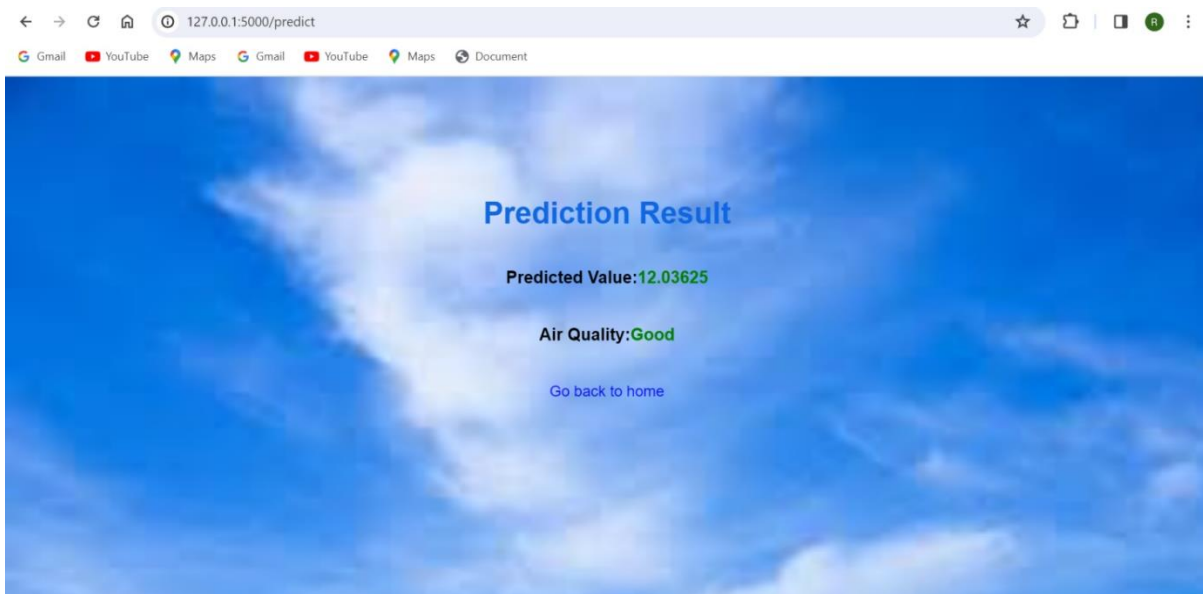 127.0.0.1:5000/predict
R
Gmail YouTube Maps Gmail YouTube Maps Document
Prediction Result
Predicted Value:12.03625
Air Quality:Good
Go back to home